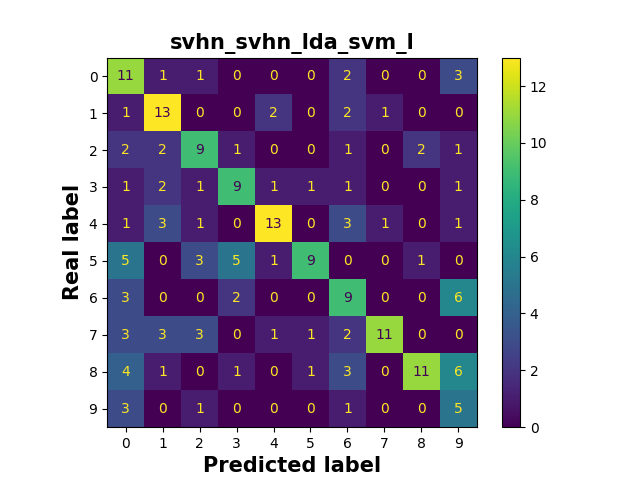 svhn_svhn_lda_svm_l
Real label
0 11 1 1 0 0 0 2 0 0 3
1 1 13 0 0 2 0 2 1 0 0
2 2 2 9 1 0 0 1 0 2 1
3 1 2 1 9 1 1 1 0 0 1
4 1 3 1 0 13 0 3 1 0 1
5 5 0 3 5 1 9 0 0 1 0
6 3 0 0 2 0 0 9 0 0 6
7 3 3 3 0 1 1 2 11 0 0
8 4 1 0 1 0 1 3 0 11 6
9 3 0 1 0 0 0 1 0 0 5
0 1 2 3 4 5 6 7 8 9
Predicted label
12
10
8
6
4
2
0